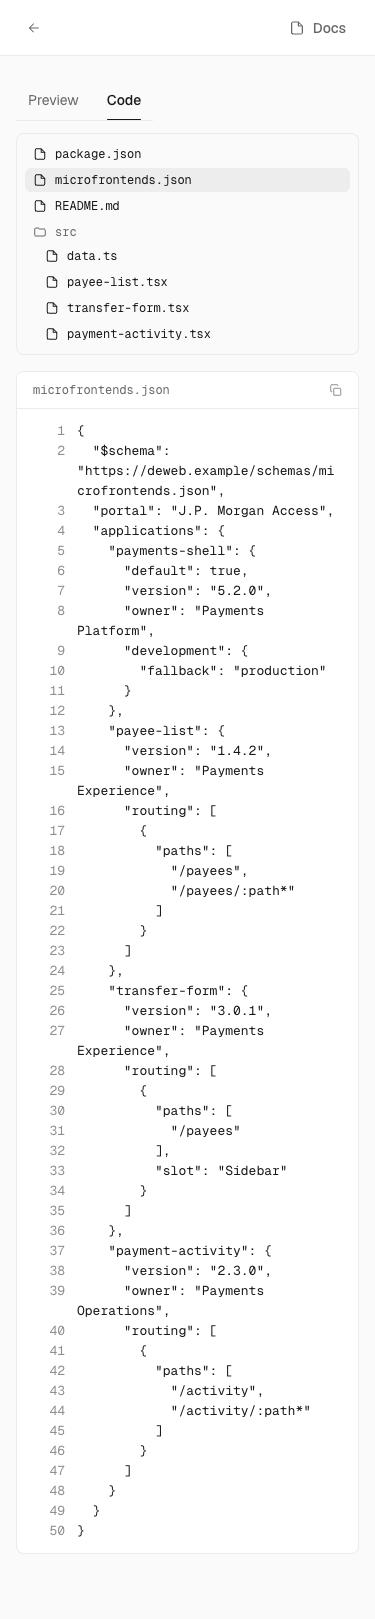 Docs
Preview Code
package.json
microfrontends.json
README.md
src
data.ts
payee-list.tsx
transfer-form.tsx
payment-activity.tsx
microfrontends.json
1 {
2   "$schema":
"https://deweb.example/schemas/mi
crofrontends.json",
3   "portal": "J.P. Morgan Access",
4   "applications": {
5     "payments-shell": {
6       "default": true,
7       "version": "5.2.0",
8       "owner": "Payments
Platform",
9       "development": {
10         "fallback": "production"
11       }
12     },
13     "payee-list": {
14       "version": "1.4.2",
15       "owner": "Payments
Experience",
16       "routing": [
17         {
18           "paths": [
19             "/payees",
20             "/payees/:path*"
21           ]
22         }
23       ]
24     },
25     "transfer-form": {
26       "version": "3.0.1",
27       "owner": "Payments
Experience",
28       "routing": [
29         {
30           "paths": [
31             "/payees"
32           ],
33           "slot": "Sidebar"
34         }
35       ]
36     },
37     "payment-activity": {
38       "version": "2.3.0",
39       "owner": "Payments
Operations",
40       "routing": [
41         {
42           "paths": [
43             "/activity",
44             "/activity/:path*"
45           ]
46         }
47       ]
48     }
49   }
50 }